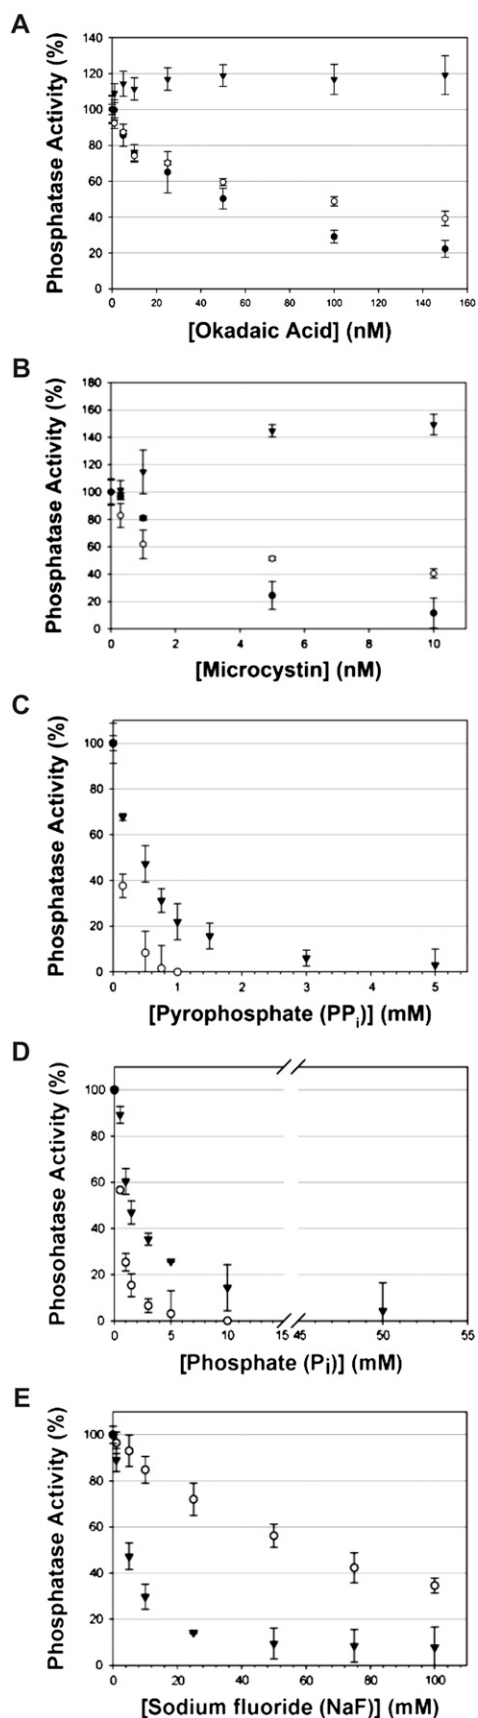 A
Phosphatase Activity (%)
140
120
100
80
60
40
20
0
0 20 40 60 80 100 120 140 160
[Okadaic Acid] (nM)
B
Phosphatase Activity (%)
180
160
140
120
100
80
60
40
20
0
0 2 4 6 8 10
[Microcystin] (nM)
C
Phosphatase Activity (%)
100
80
60
40
20
0
0 1 2 3 4 5
[Pyrophosphate (PPi)] (mM)
D
Phosohatase Activity (%)
100
80
60
40
20
0
0 5 10 15 45 50 55
[Phosphate (Pi)] (mM)
E
Phosphatase Activity (%)
100
80
60
40
20
0
0 20 40 60 80 100
[Sodium fluoride (NaF)] (mM)